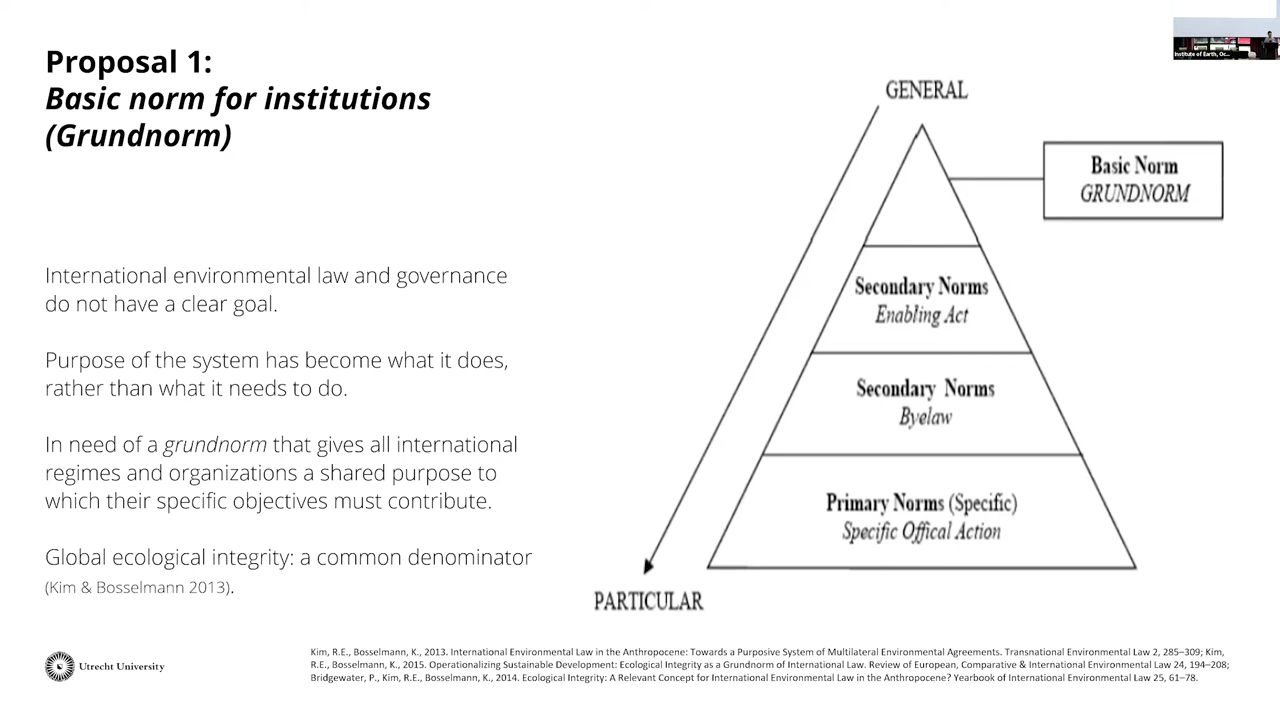 Proposal 1:
Basic norm for institutions
(Grundnorm)
International environmental law and governance
do not have a clear goal.
Purpose of the system has become what it does,
rather than what it needs to do.
In need of a grundnorm that gives all international
regimes and organizations a shared purpose to
which their specific objectives must contribute.
Global ecological integrity: a common denominator
(Kim & Bosselmann 2013).
GENERAL
Basic Norm
GRUNDNORM
Secondary Norms
Enabling Act
Secondary Norms
Byelaw
Primary Norms (Specific)
Specific Offical Action
PARTICULAR
Institute of Earth, Oc...
Utrecht University
Kim, R.E., Bosselmann, K., 2013. International Environmental Law in the Anthropocene: Towards a Purposive System of Multilateral Environmental Agreements. Transnational Environmental Law 2, 285–309; Kim,
R.E., Bosselmann, K., 2015. Operationalizing Sustainable Development: Ecological Integrity as a Grundnorm of International Law. Review of European, Comparative & International Environmental Law 24, 194–208;
Bridgewater, P., Kim, R.E., Bosselmann, K., 2014. Ecological Integrity: A Relevant Concept for International Environmental Law in the Anthropocene? Yearbook of International Environmental Law 25, 61–78.